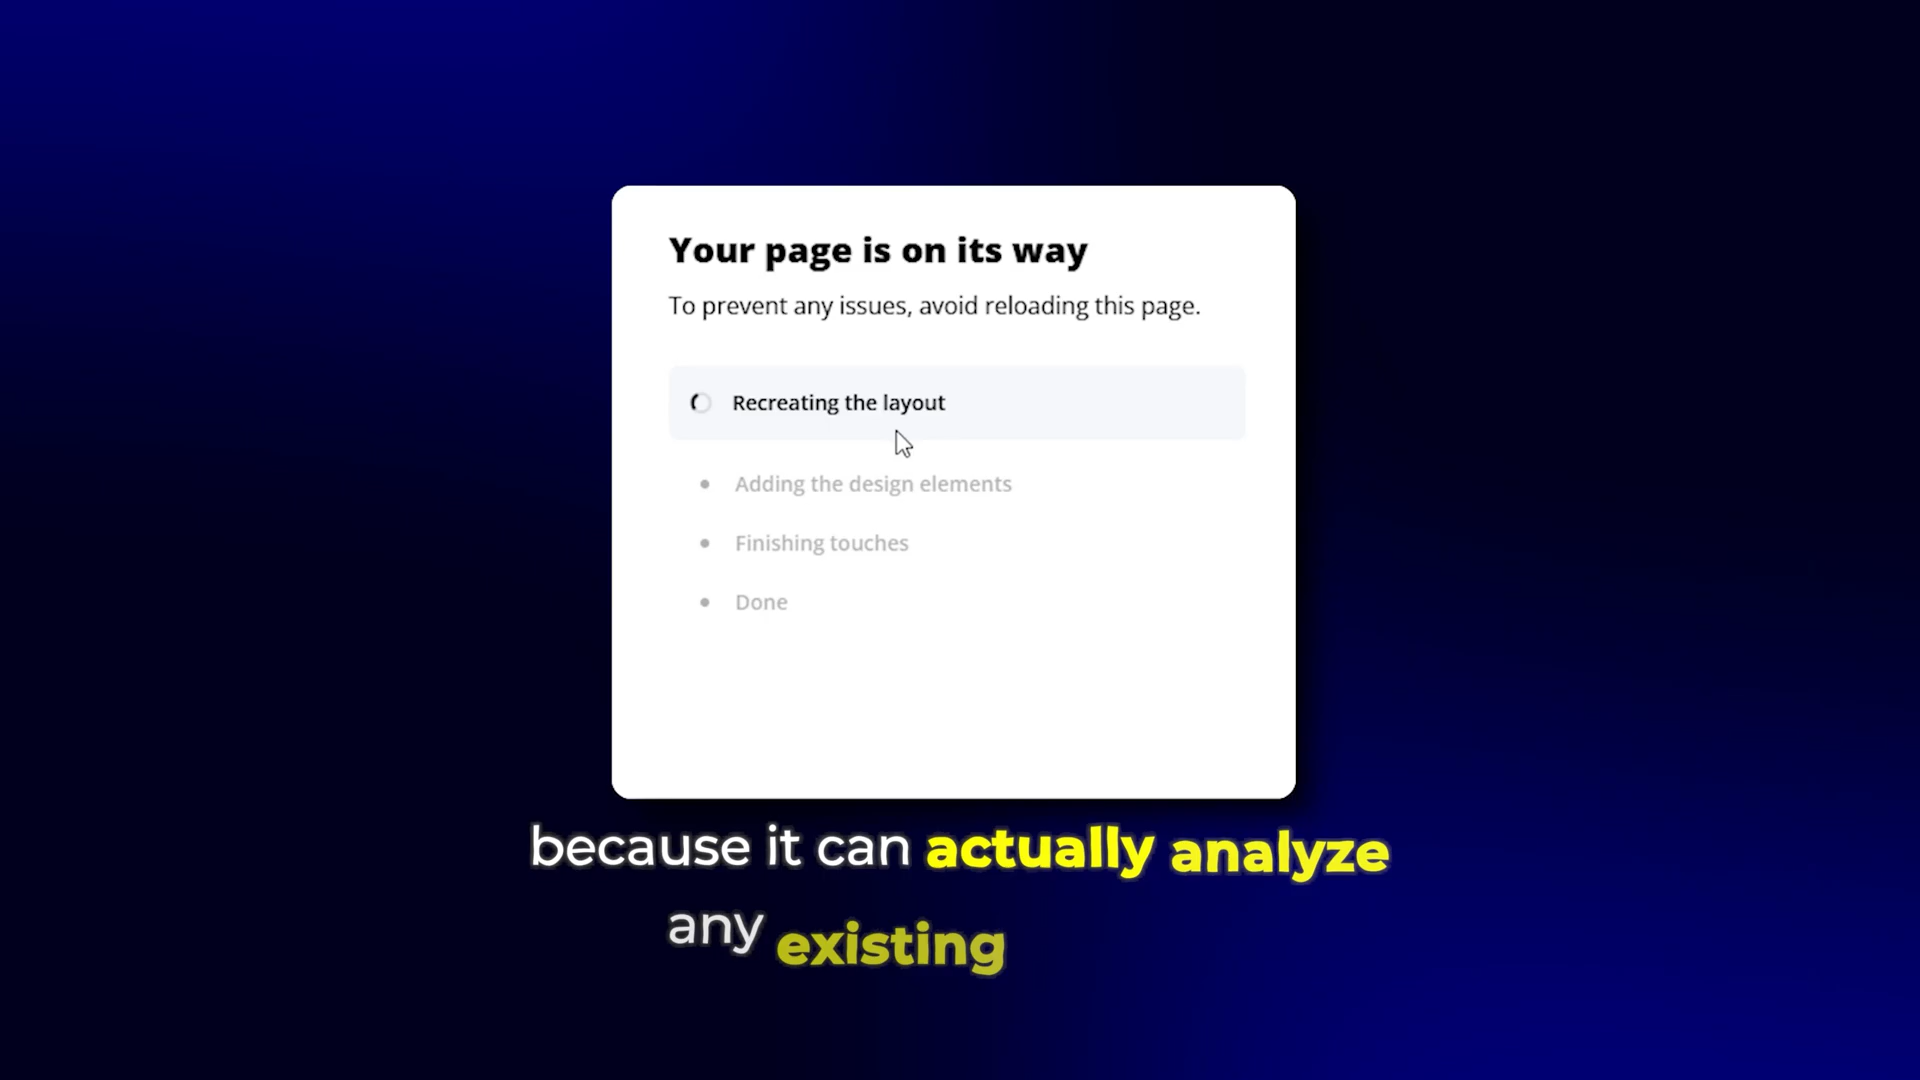 Your page is on its way
To prevent any issues, avoid reloading this page.
Recreating the layout
Adding the design elements
Finishing touches
Done
because it can actually analyze
any existing